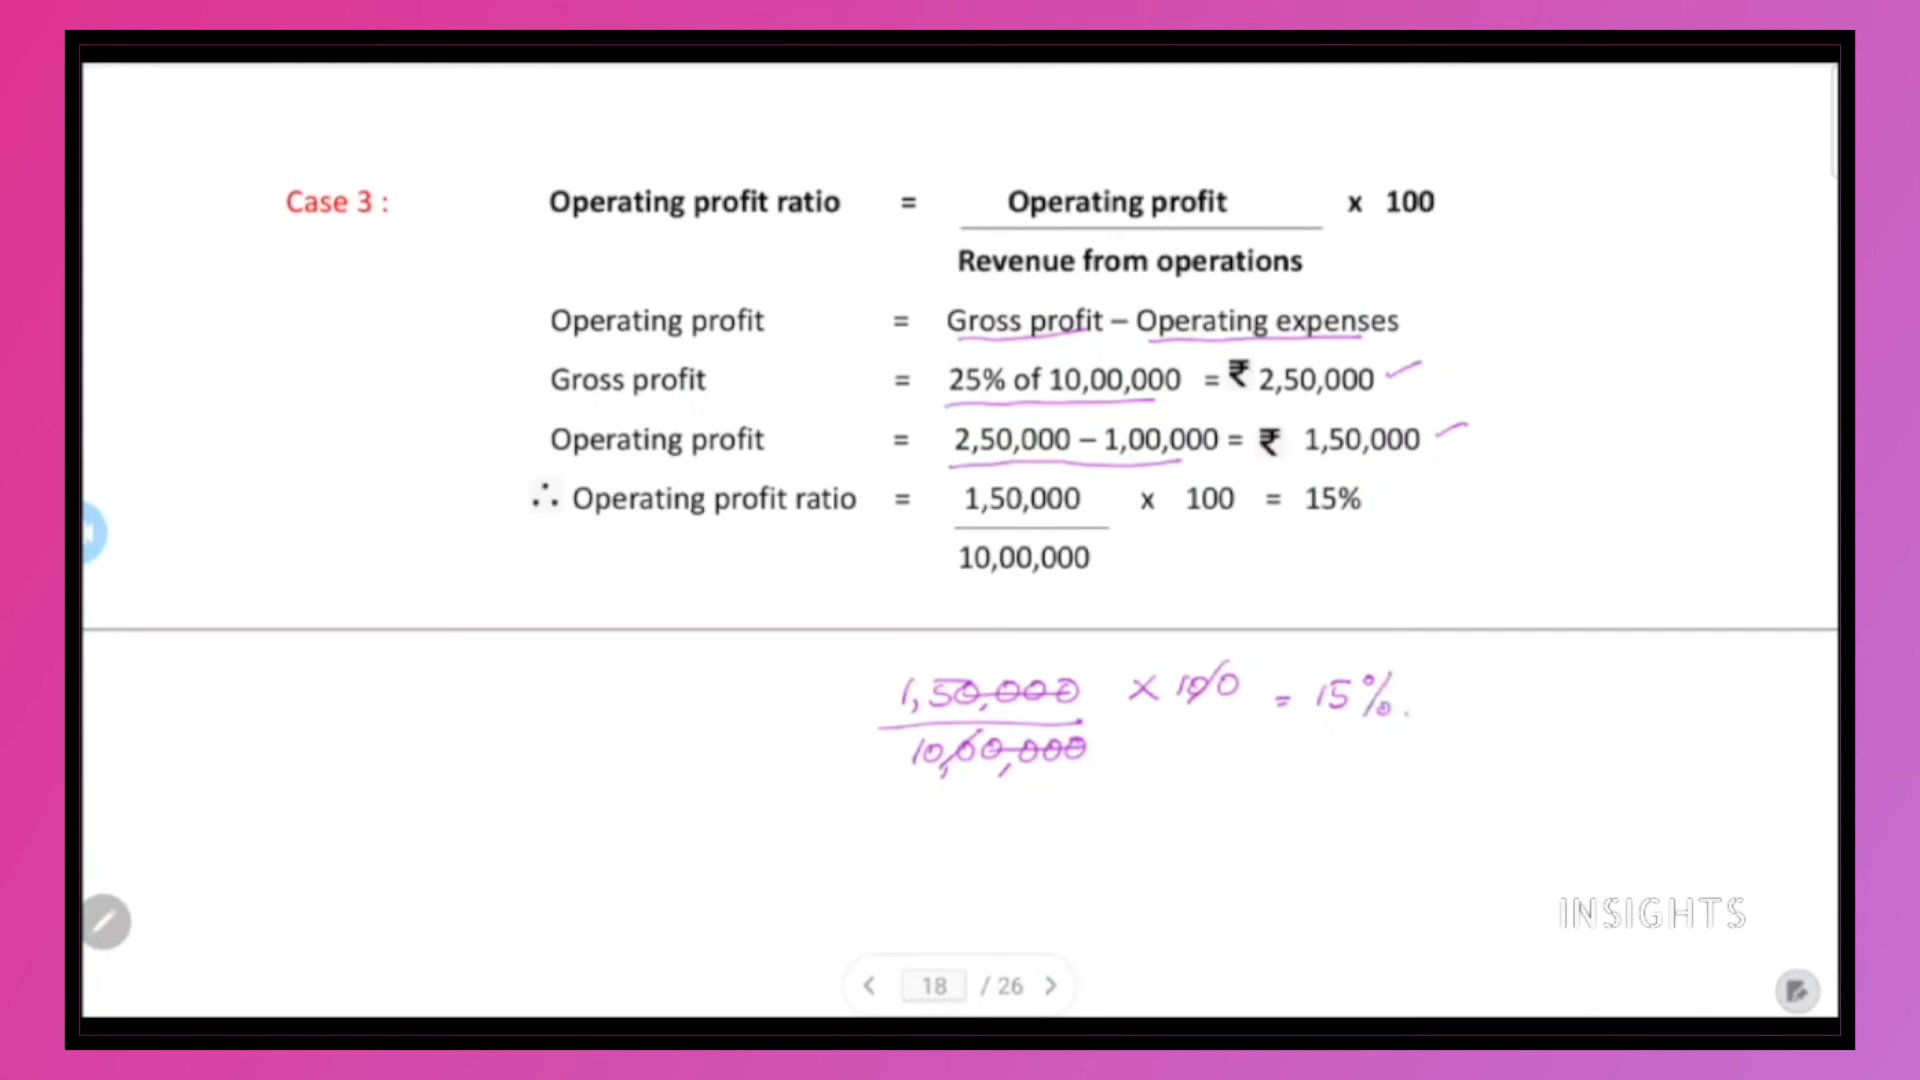 Case 3 : Operating profit ratio = Operating profit x 100
Revenue from operations
Operating profit = Gross profit – Operating expenses
Gross profit = 25% of 10,00,000 = ₹ 2,50,000
Operating profit = 2,50,000 – 1,00,000 = ₹ 1,50,000
∴ Operating profit ratio = 1,50,000 x 100 = 15%
10,00,000
1,50,000 × 100 = 15%.
10,00,000
INSIGHTS
18 / 26